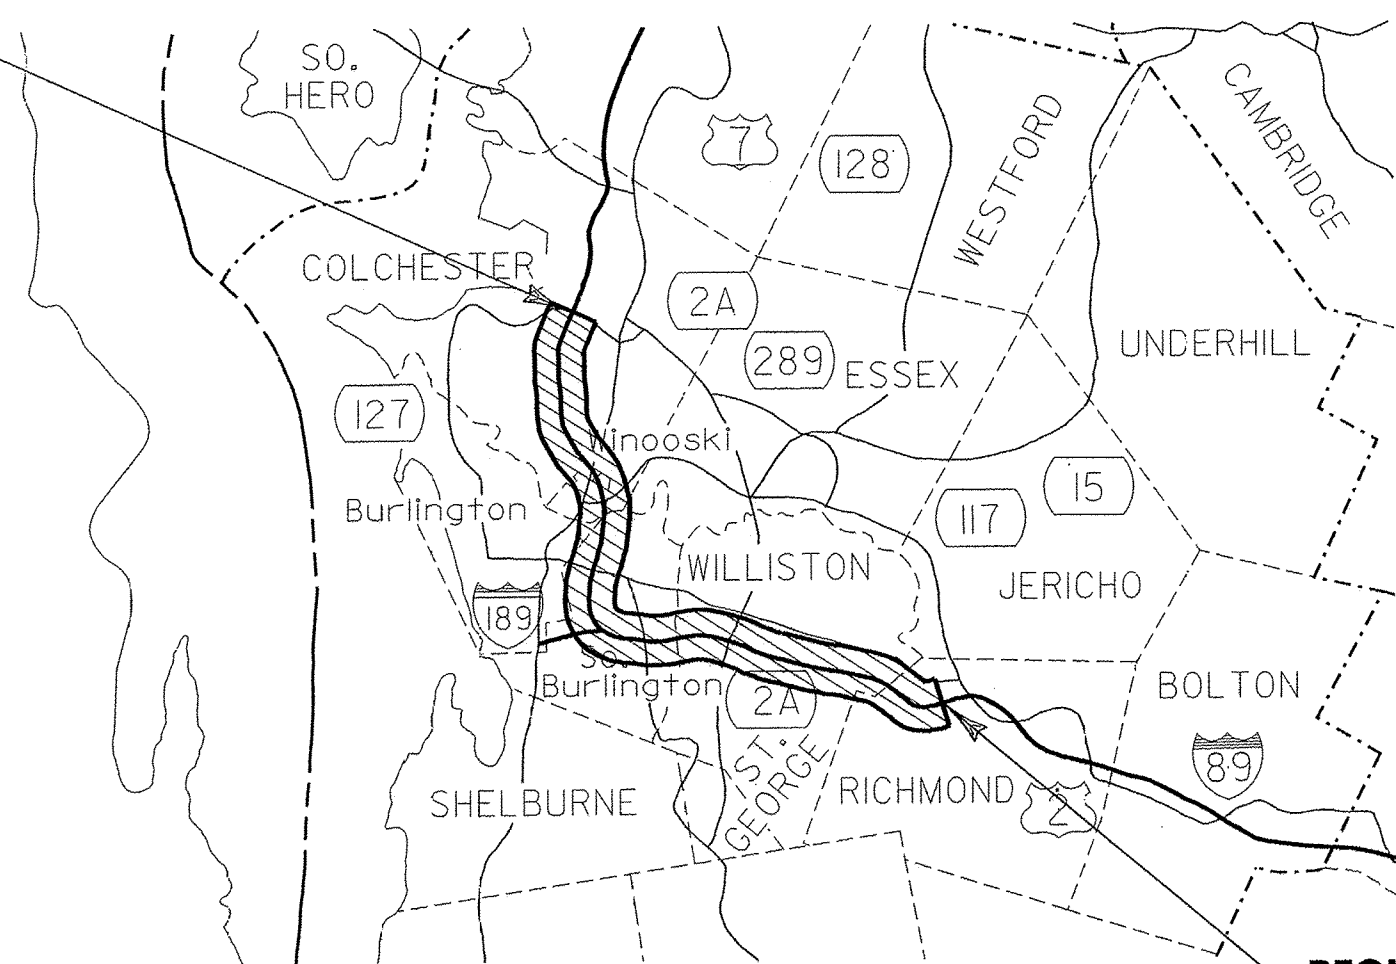 SO.
HERO
CAMBRIDGE
WESTFORD
7
128
COLCHESTER
2A
289
ESSEX
UNDERHILL
127
Winooski
Burlington
15
117
WILLISTON
JERICHO
189
SO.
Burlington
2A
BOLTON
ST.
GEORGE
89
RICHMOND
2
SHELBURNE